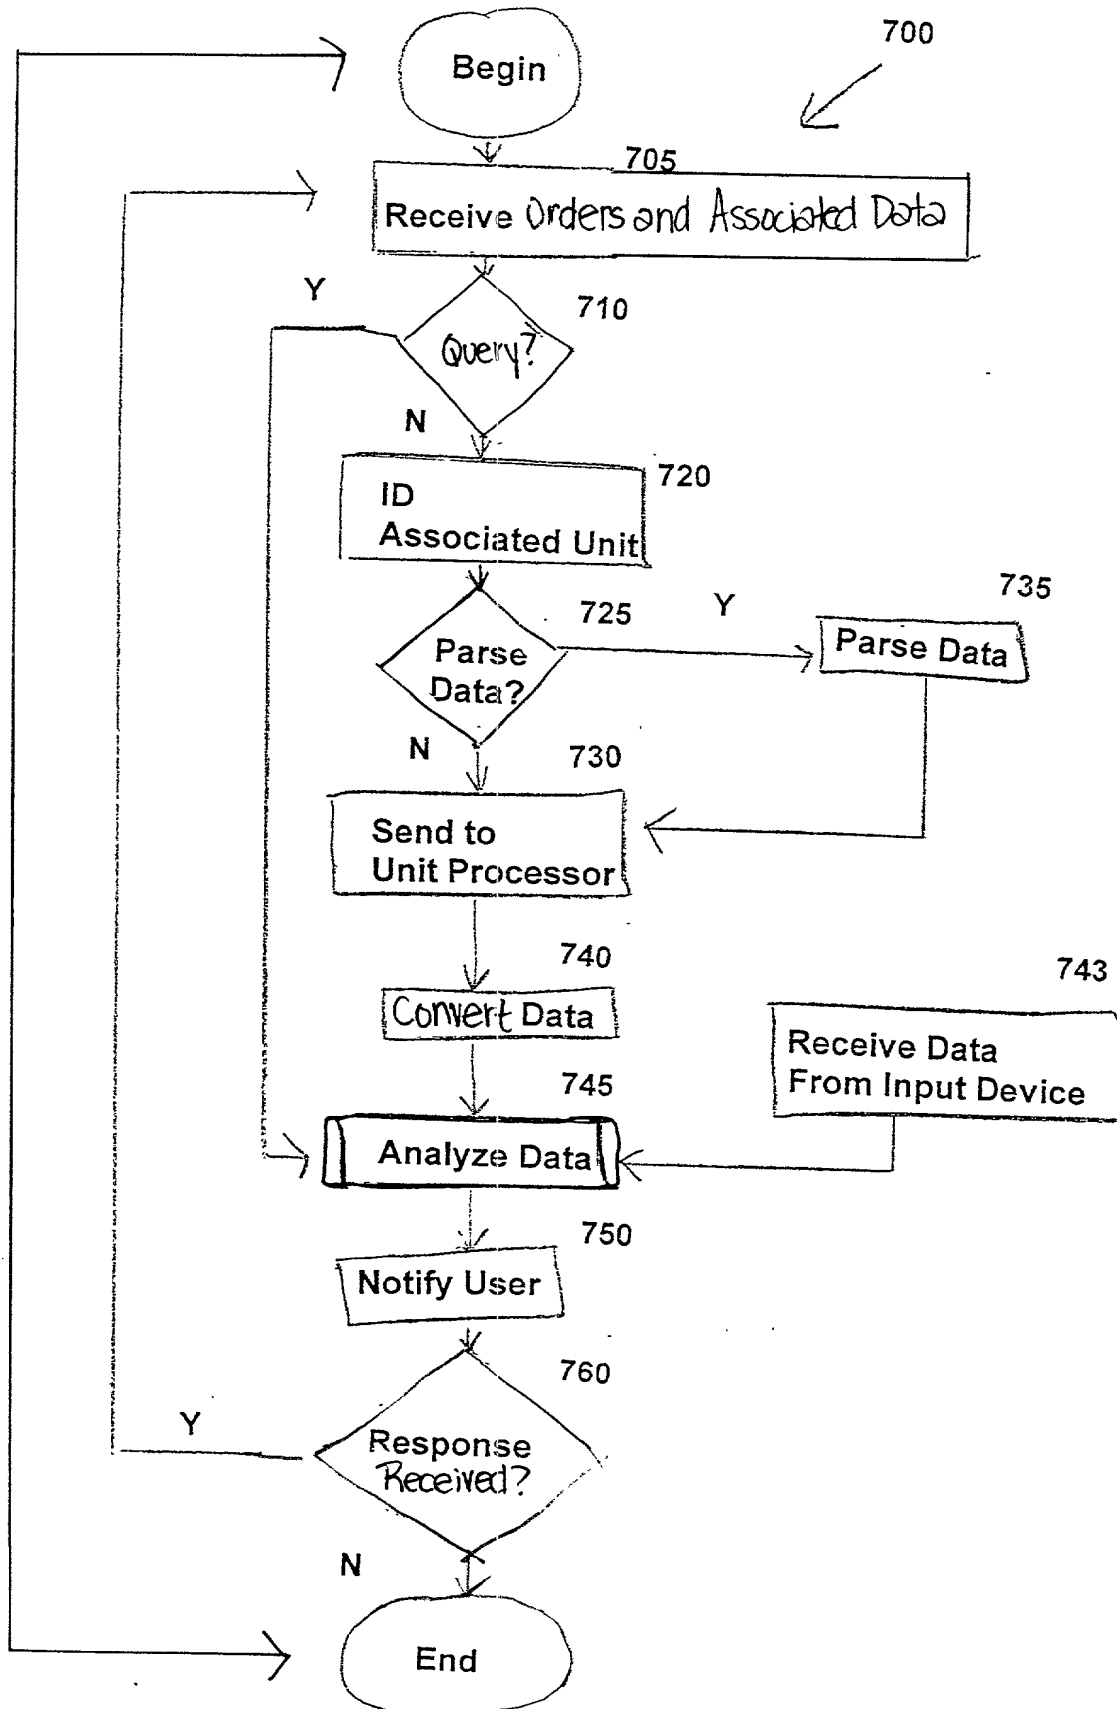 700
Begin
705
Receive Orders and Associated Data
Y
710
Query?
N
720
ID
Associated Unit
725
Y
735
Parse
Data?
Parse Data
N
730
Send to
Unit Processor
740
743
Convert Data
Receive Data
From Input Device
745
Analyze Data
750
Notify User
760
Y
Response
Received?
N
End